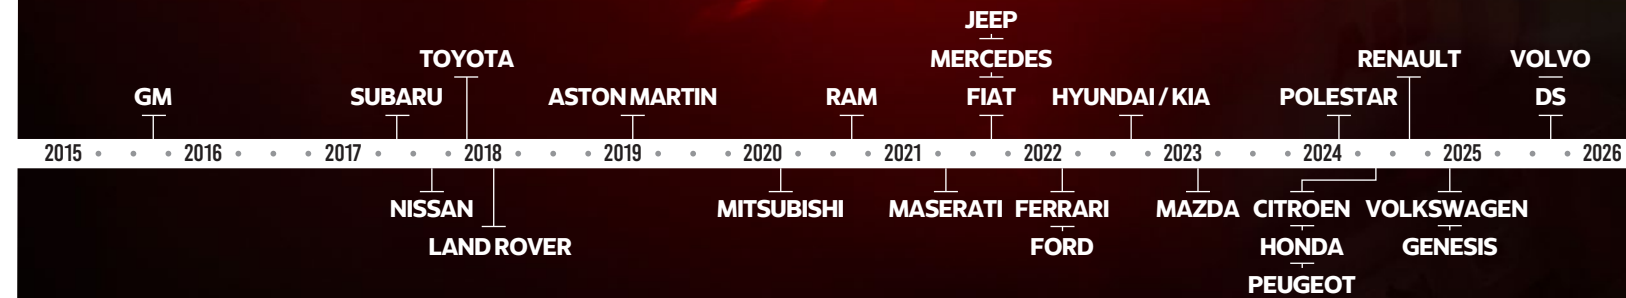 JEEP
TOYOTA MERCEDES RENAULT VOLVO
GM SUBARU ASTON MARTIN RAM FIAT HYUNDAI / KIA POLESTAR DS
2015 2016 2017 2018 2019 2020 2021 2022 2023 2024 2025 2026
NISSAN MITSUBISHI MASERATI FERRARI MAZDA CITROEN VOLKSWAGEN
LAND ROVER FORD HONDA GENESIS
PEUGEOT